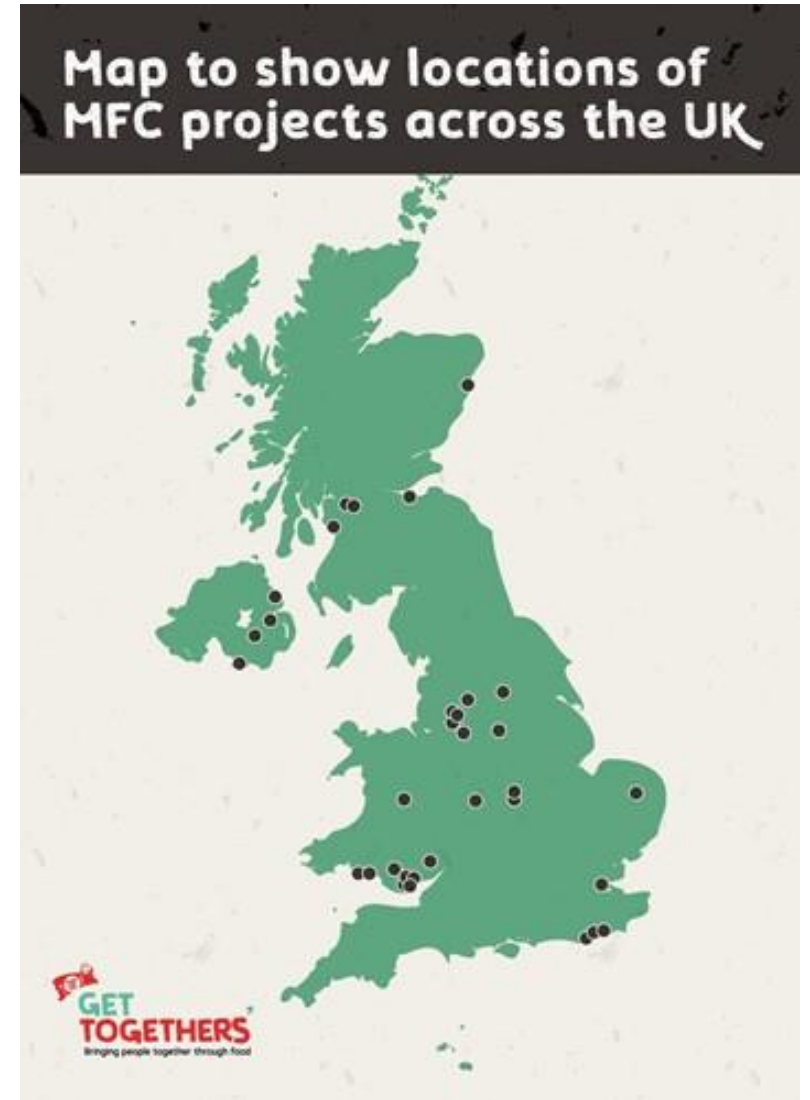 Map to show locations of
MFC projects across the UK
GET
TOGETHERS
Bringing people together through food